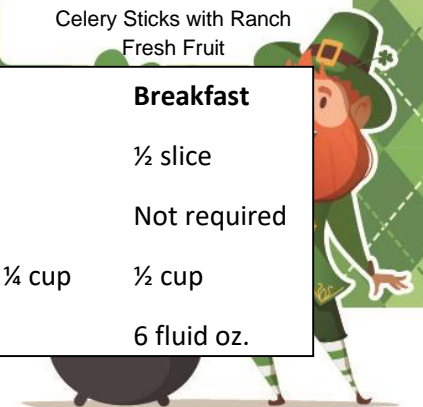 Celery Sticks with Ranch
Fresh Fruit
Breakfast
½ slice
Not required
¼ cup ½ cup
6 fluid oz.